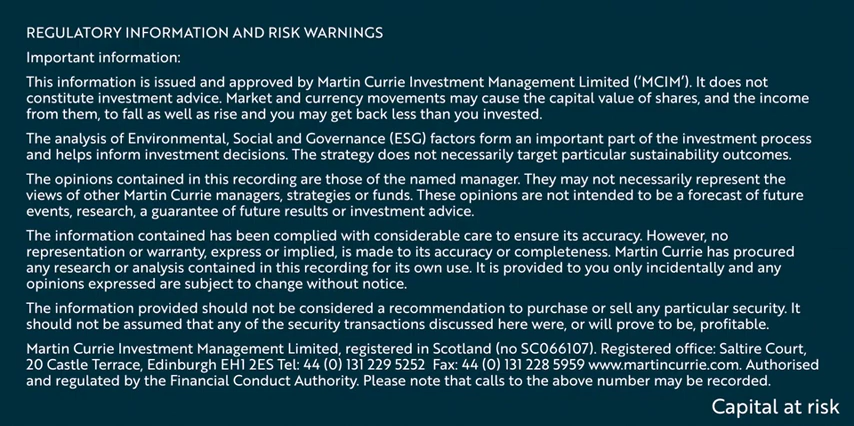 REGULATORY INFORMATION AND RISK WARNINGS
Important information:
This information is issued and approved by Martin Currie Investment Management Limited (‘MCIM’). It does not
constitute investment advice. Market and currency movements may cause the capital value of shares, and the income
from them, to fall as well as rise and you may get back less than you invested.
The analysis of Environmental, Social and Governance (ESG) factors form an important part of the investment process
and helps inform investment decisions. The strategy does not necessarily target particular sustainability outcomes.
The opinions contained in this recording are those of the named manager. They may not necessarily represent the
views of other Martin Currie managers, strategies or funds. These opinions are not intended to be a forecast of future
events, research, a guarantee of future results or investment advice.
The information contained has been complied with considerable care to ensure its accuracy. However, no
representation or warranty, express or implied, is made to its accuracy or completeness. Martin Currie has procured
any research or analysis contained in this recording for its own use. It is provided to you only incidentally and any
opinions expressed are subject to change without notice.
The information provided should not be considered a recommendation to purchase or sell any particular security. It
should not be assumed that any of the security transactions discussed here were, or will prove to be, profitable.
Martin Currie Investment Management Limited, registered in Scotland (no SC066107). Registered office: Saltire Court,
20 Castle Terrace, Edinburgh EH1 2ES Tel: 44 (0) 131 229 5252 Fax: 44 (0) 131 228 5959 www.martincurrie.com. Authorised
and regulated by the Financial Conduct Authority. Please note that calls to the above number may be recorded.
Capital at risk